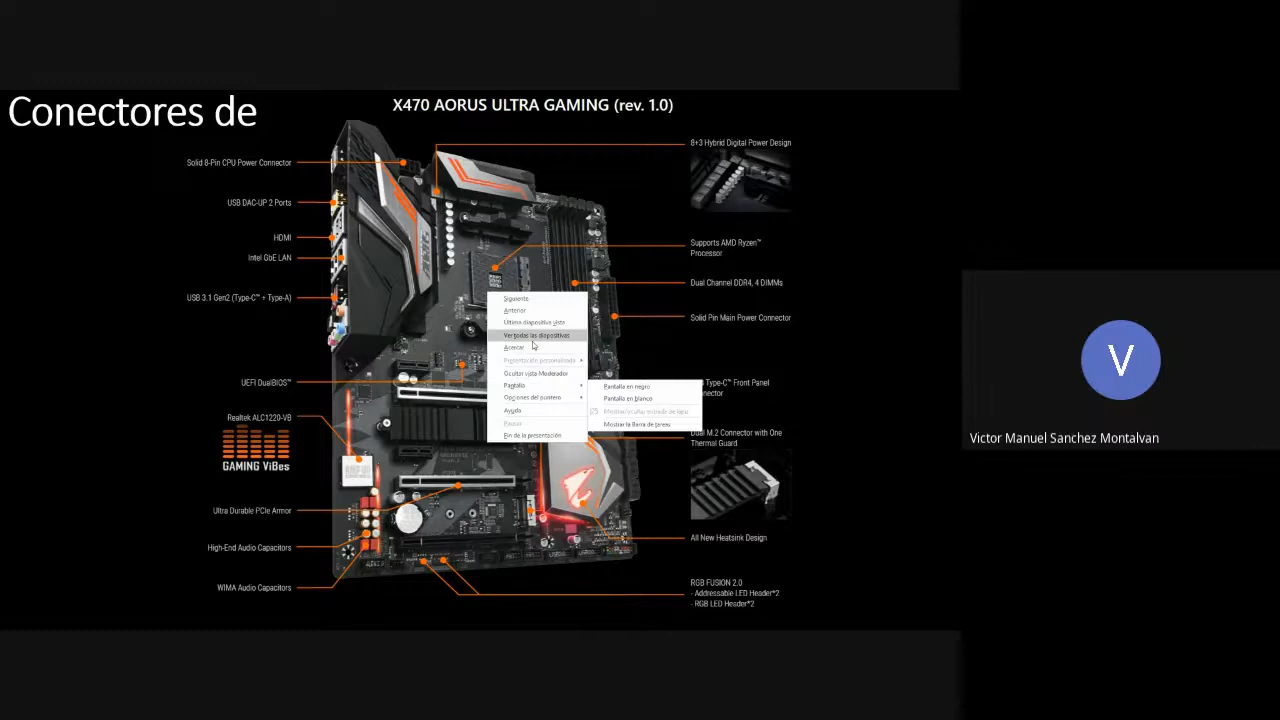 Conectores de
X470 AORUS ULTRA GAMING (rev. 1.0)
Solid 8-Pin CPU Power Connector
USB DAC-UP 2 Ports
HDMI
Intel GbE LAN
USB 3.1 Gen2 (Type-C™ + Type-A)
UEFI DualBIOS™
Realtek ALC1220-VB
GAMING ViBes
Ultra Durable PCIe Armor
High-End Audio Capacitors
WIMA Audio Capacitors
8+3 Hybrid Digital Power Design
Supports AMD Ryzen™
Processor
Dual Channel DDR4, 4 DIMMs
Solid Pin Main Power Connector
Type-C™ Front Panel
Dual M.2 Connector with One
Thermal Guard
All New Heatsink Design
RGB FUSION 2.0
- Addressable LED Header*2
- RGB LED Header*2
Siguiente
Anterior
Última diapositiva vista
Ver todas las diapositivas
Acercar
Presentación personalizada
Ocultar vista Moderador
Pantalla
Opciones del puntero
Ayuda
Pausar
Fin de la presentación
Pantalla en negro
Pantalla en blanco
Mostrar/ocultar entrada de lápiz
Mostrar la Barra de tareas
V
Victor Manuel Sanchez Montalvan